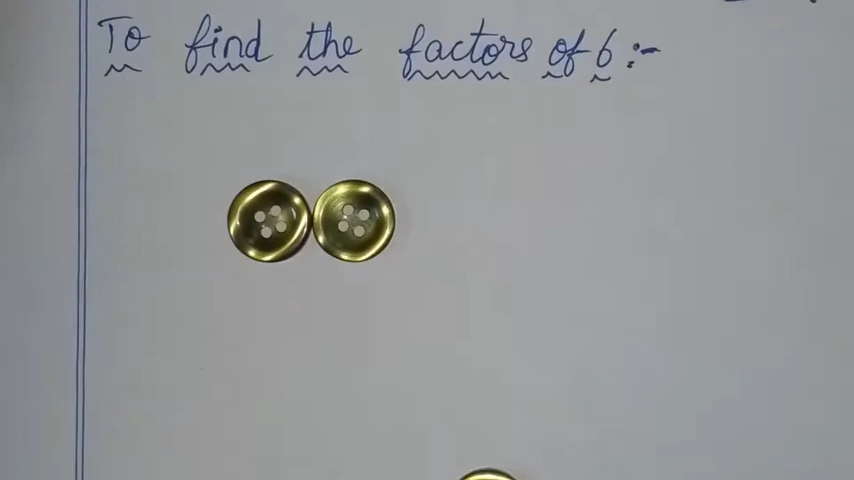 To find the factors of 6 :-